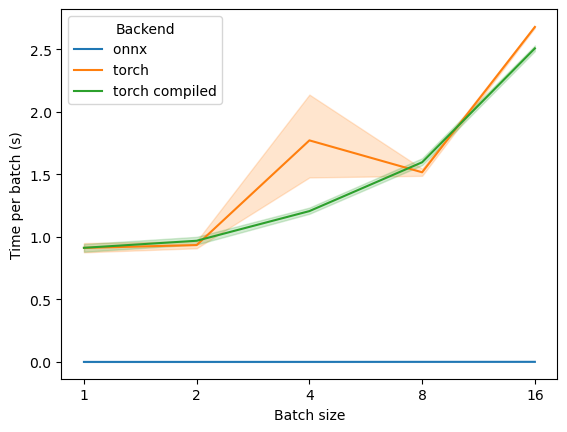 Backend
onnx
torch
torch compiled
Time per batch (s)
2.5
2.0
1.5
1.0
0.5
0.0
1 2 4 8 16
Batch size